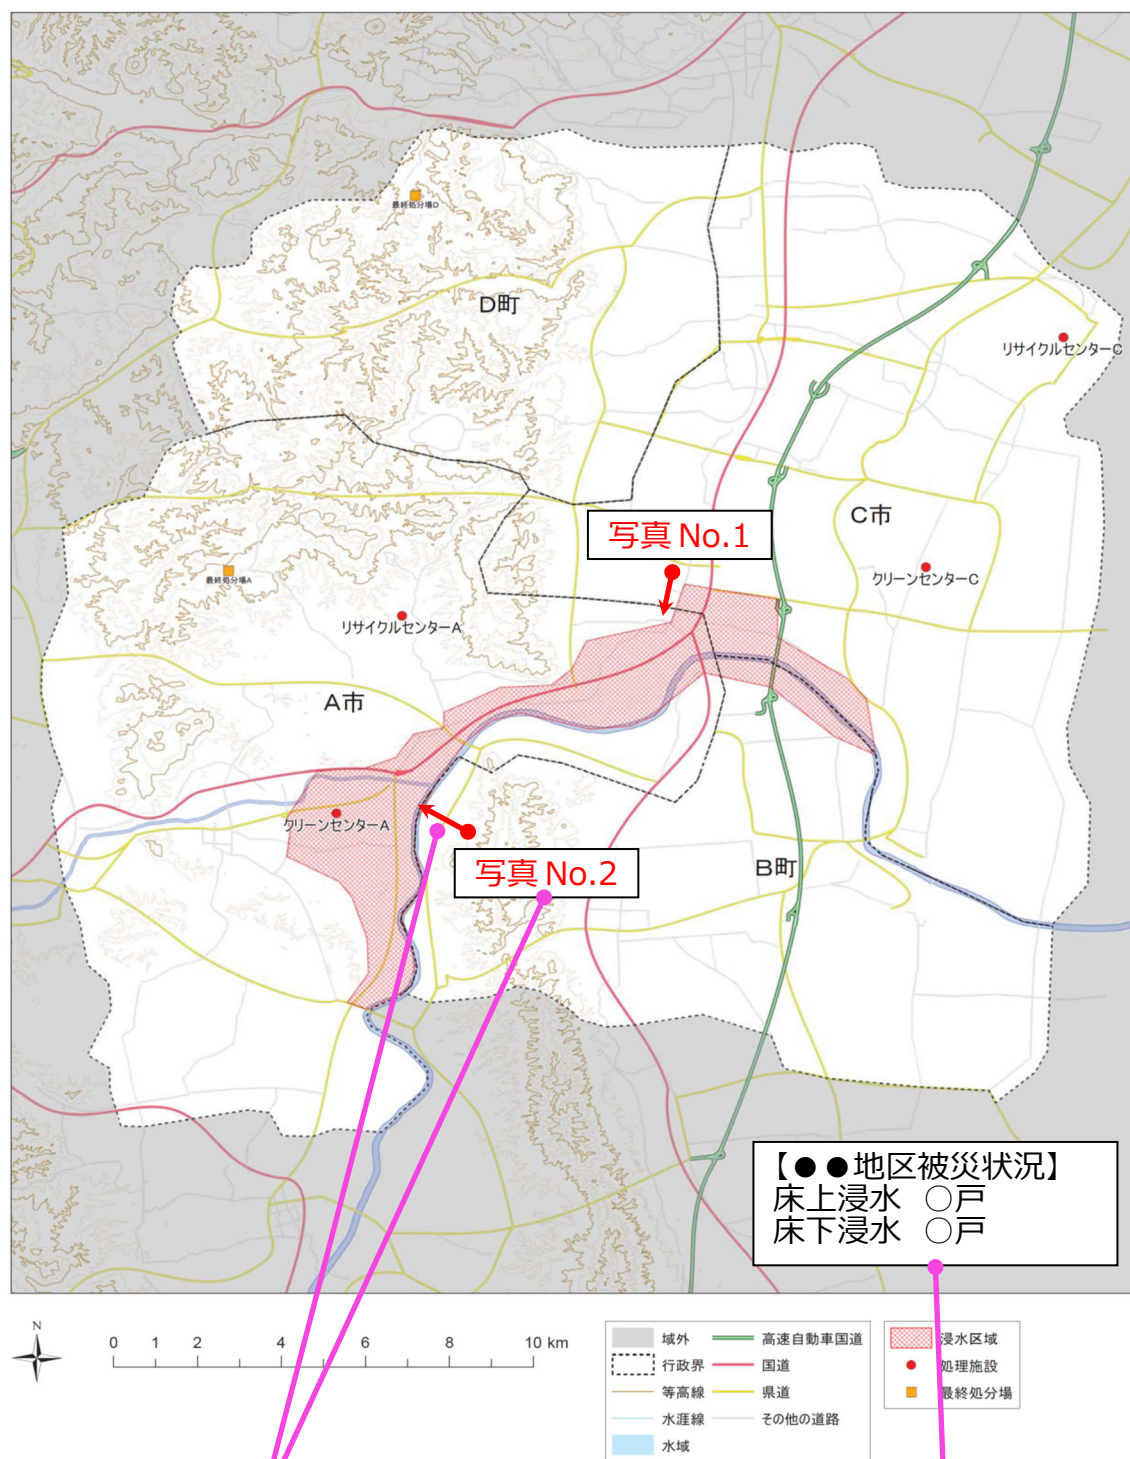 最終処分場D
D町
リサイクルセンターC
写真 No.1
C市
クリーンセンターC
最終処分場A
リサイクルセンターA
A市
クリーンセンターA
写真 No.2
B町
【●●地区被災状況】
床上浸水 ○戸
床下浸水 ○戸
N
0 1 2 4 6 8 10 km
域外
行政界
等高線
水涯線
水域
高速自動車国道
国道
県道
その他の道路
浸水区域
処理施設
最終処分場